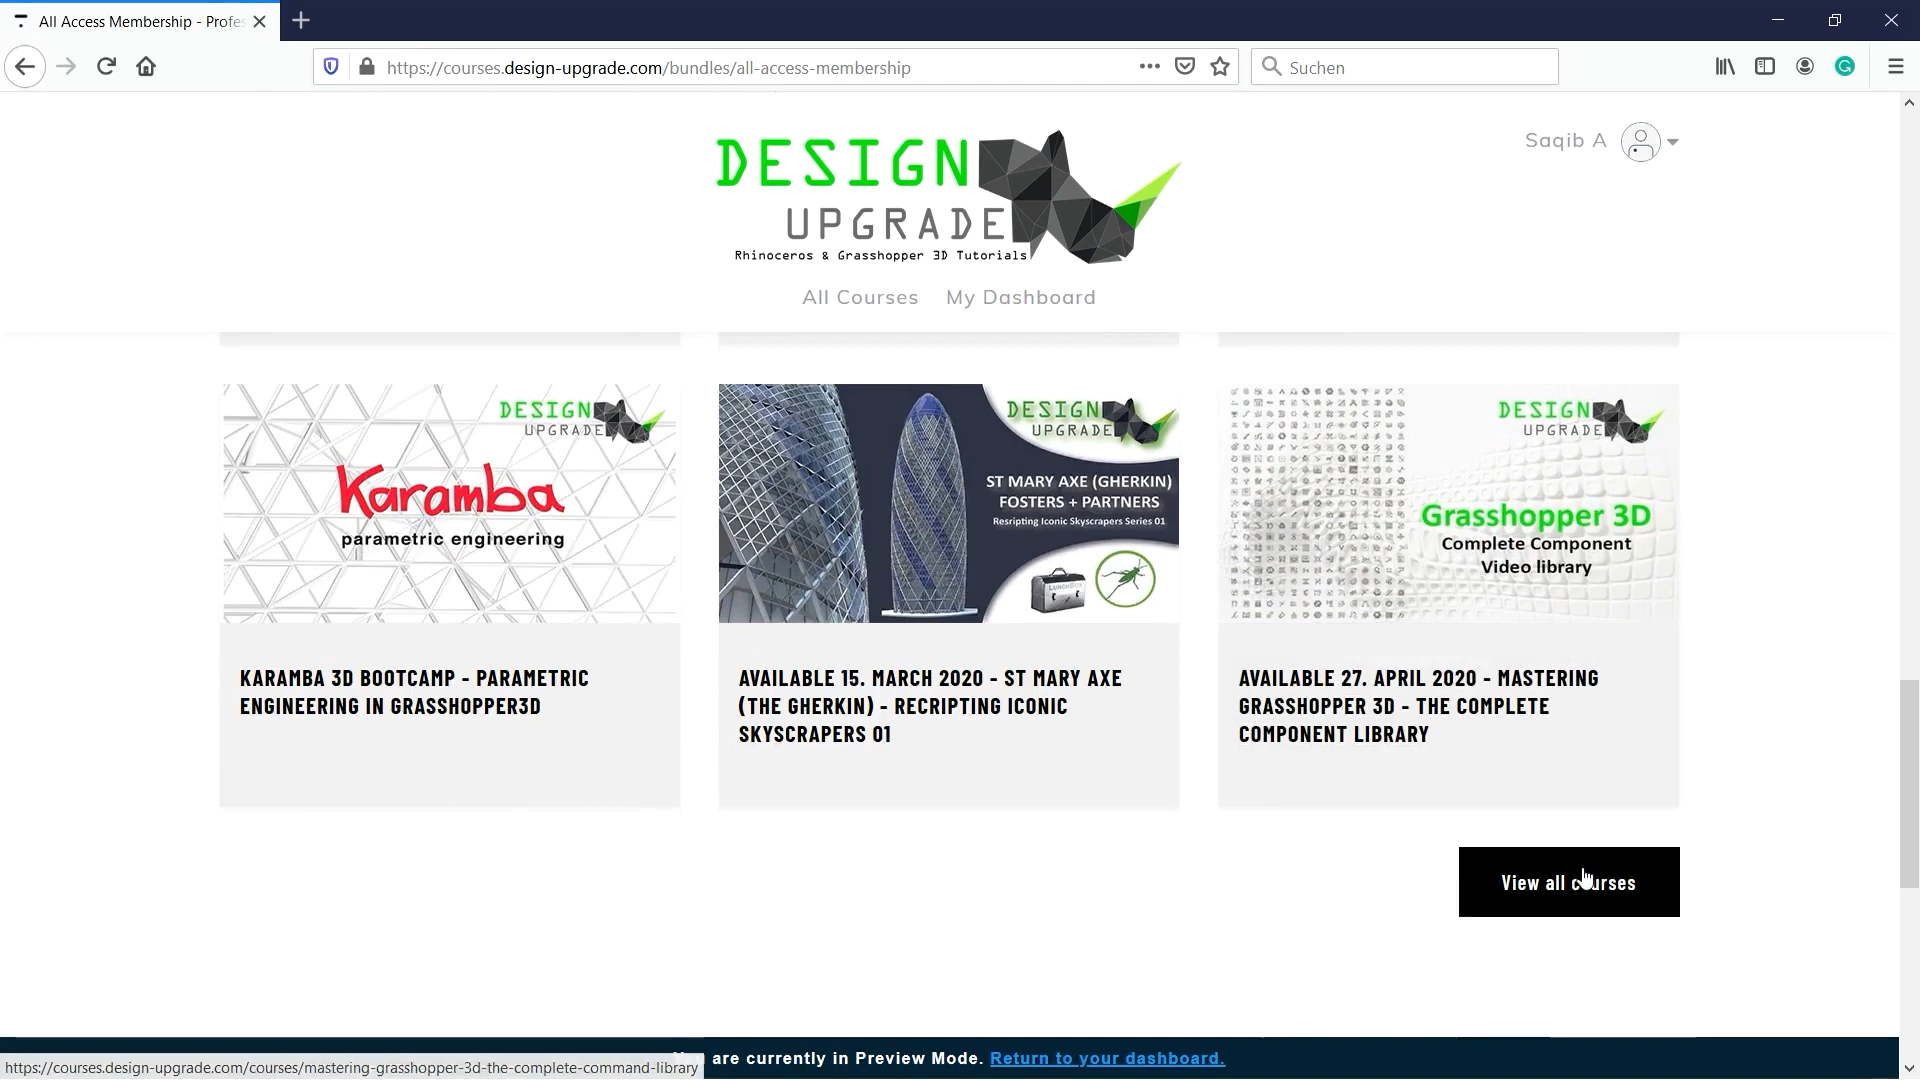 All Access Membership - Profes
https://courses.design-upgrade.com/bundles/all-access-membership
Suchen
Saqib A
DESIGN
UPGRADE
Rhinoceros & Grasshopper 3D Tutorials
All Courses My Dashboard
DESIGN
UPGRADE
Karamba
parametric engineering
DESIGN
UPGRADE
ST MARY AXE (GHERKIN)
FOSTERS + PARTNERS
Resripting Iconic Skyscrapers Series 01
LUNCHBOX
DESIGN
UPGRADE
Grasshopper 3D
Complete Component
Video library
KARAMBA 3D BOOTCAMP - PARAMETRIC
ENGINEERING IN GRASSHOPPER3D
AVAILABLE 15. MARCH 2020 - ST MARY AXE
(THE GHERKIN) - RECRIPTING ICONIC
SKYSCRAPERS 01
AVAILABLE 27. APRIL 2020 - MASTERING
GRASSHOPPER 3D - THE COMPLETE
COMPONENT LIBRARY
View all courses
are currently in Preview Mode. Return to your dashboard.
https://courses.design-upgrade.com/courses/mastering-grasshopper-3d-the-complete-command-library